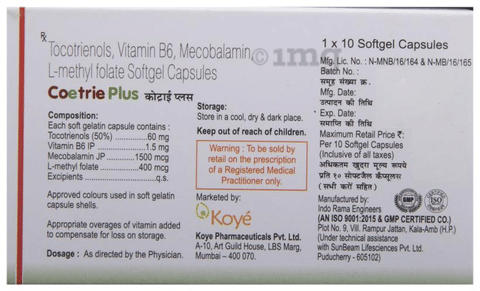 Rx
Tocotrienols, Vitamin B6, Mecobalamin,
L-methyl folate Softgel Capsules
Coetrie Plus कोट्राई प्लस
Composition:
Each soft gelatin capsule contains :
Tocotrienols (50%) ............ 60 mg
Vitamin B6 IP ............ 1.5 mg
Mecobalamin JP ............ 1500 mcg
L-methyl folate ............ 400 mcg
Excipients ............ q.s.
Approved colours used in soft gelatin
capsule shells.
Appropriate overages of vitamin added
to compensate for loss on storage.
Dosage : As directed by the Physician.
Storage:
Store in a cool, dry & dark place.
Keep out of reach of children.
Warning : To be sold by
retail on the prescription
of a Registered Medical
Practitioner only.
Marketed by:
Koyé
Koye Pharmaceuticals Pvt. Ltd.
A-10, Art Guild House, LBS Marg,
Mumbai – 400 070.
1mg
1 x 10 Softgel Capsules
Mfg. Lic. No. : N-MNB/16/164 & N-MB/16/165
Batch No. :
समूह संख्या क्र.
Mfg. Date:
उत्पादन की तिथि
Exp. Date:
समाप्ति की तिथि
Maximum Retail Price ₹:
Per 10 Softgel Capsules
(Inclusive of all taxes)
अधिकतम खुदरा मूल्य रूपये
प्रति १० सोफ्टजैल कैप्सूलस
(सभी करों सहित)
Manufactured by:
Indo Rama Engineers
(AN ISO 9001:2015 & GMP CERTIFIED CO.)
Plot No. 9, Vill. Rampur Jattan, Kala-Amb (H.P.)
(Under technical assistance
with SunBeam Lifesciences Pvt. Ltd.
Puducherry - 605102)
GMP
ISO